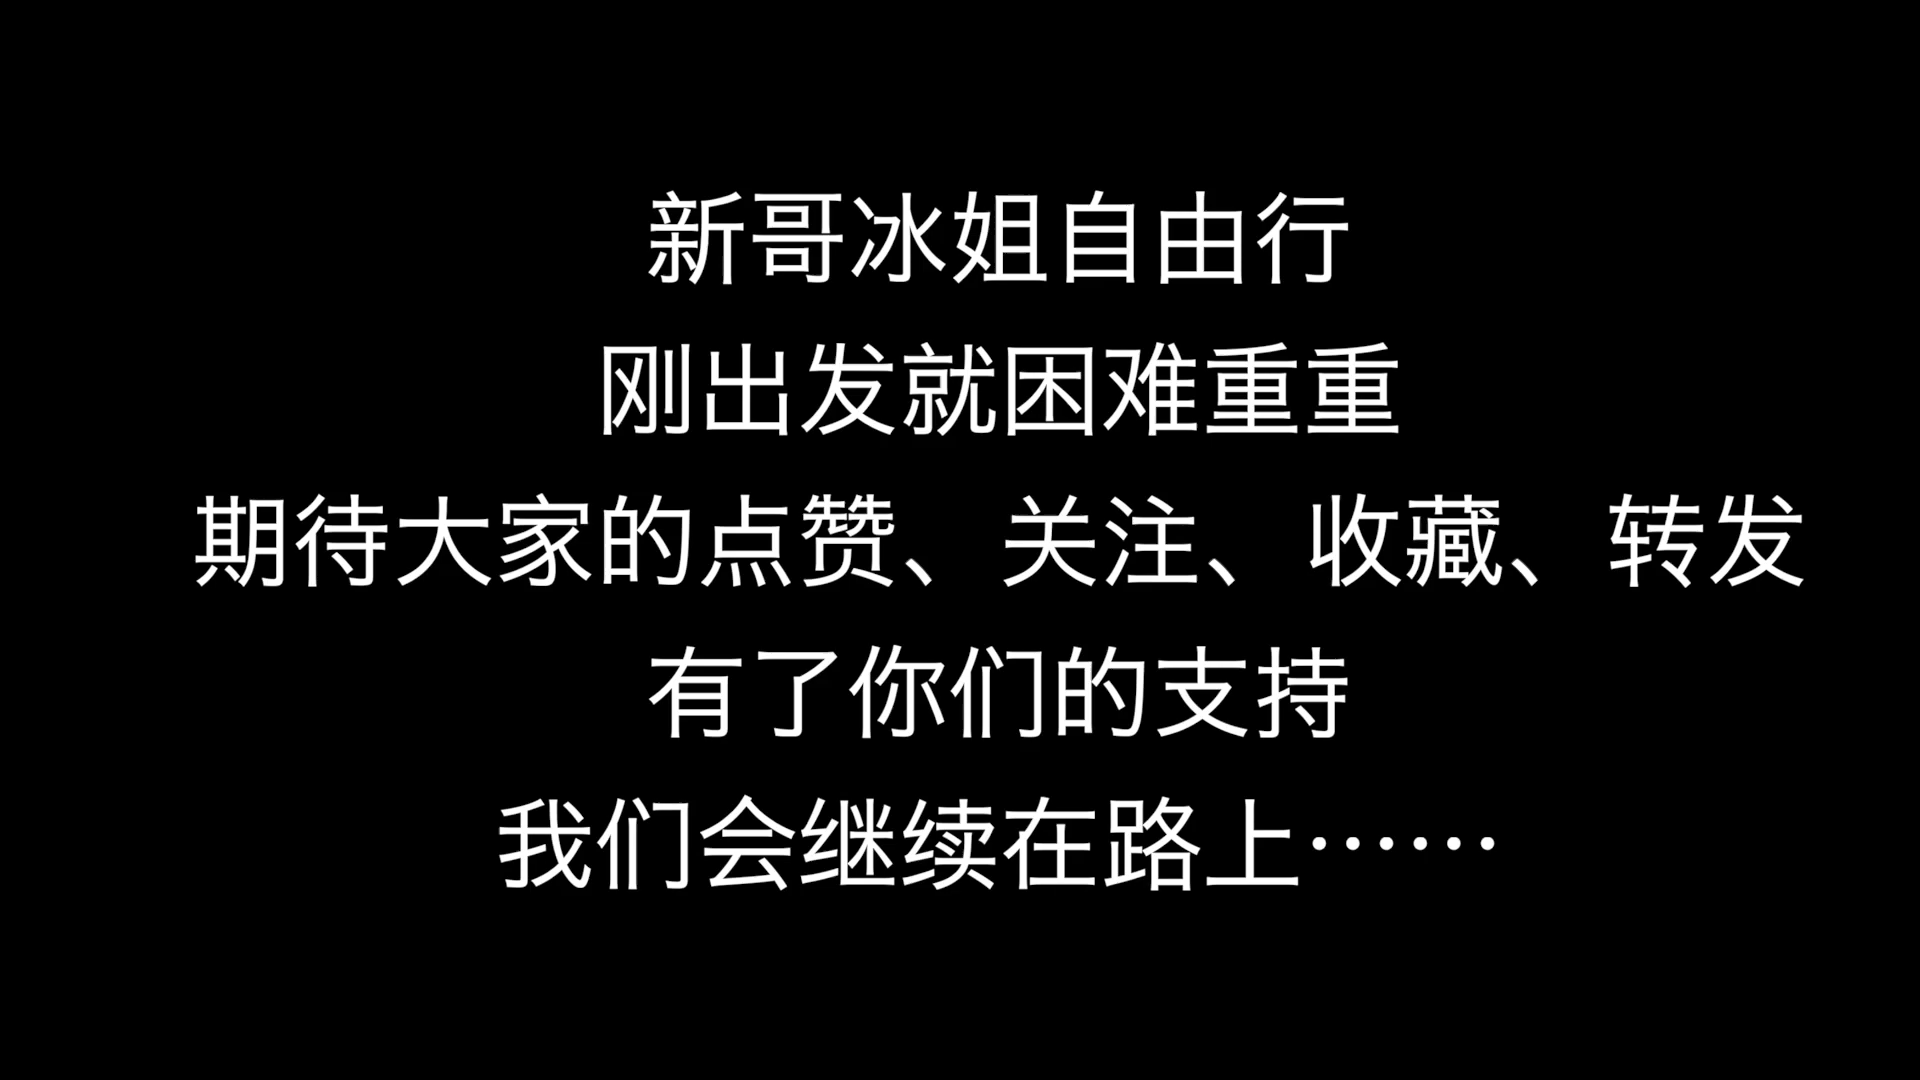 新哥冰姐自由行
刚出发就困难重重
期待大家的点赞、关注、收藏、转发
有了你们的支持
我们会继续在路上……